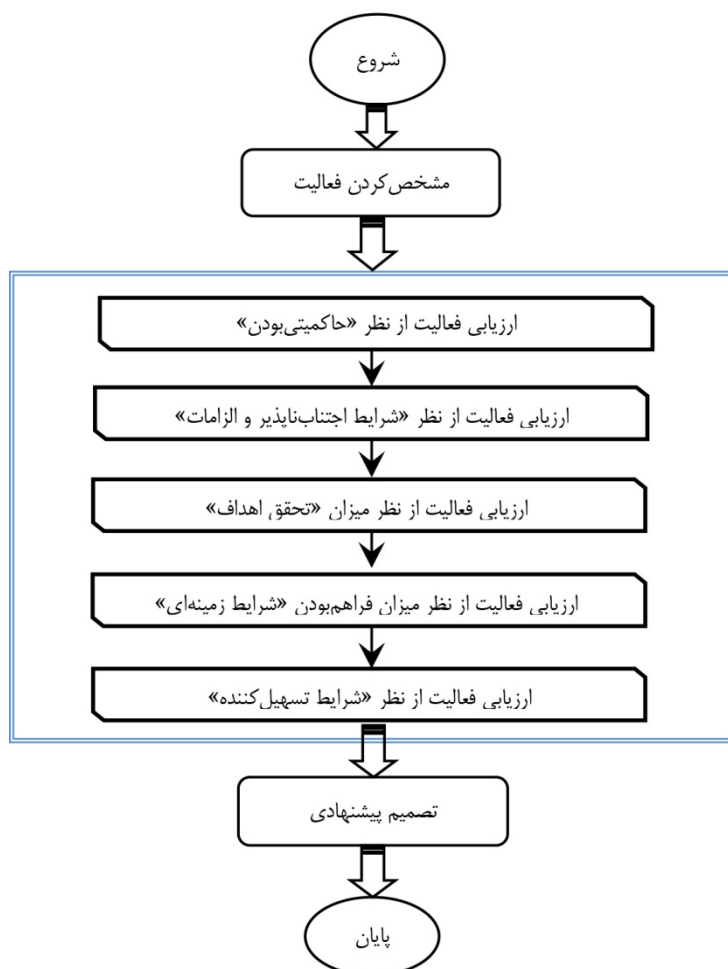 شروع
مشخص‌کردن فعالیت
ارزیابی فعالیت از نظر «حاکمیتی‌بودن»
ارزیابی فعالیت از نظر «شرایط اجتناب‌ناپذیر و الزامات»
ارزیابی فعالیت از نظر میزان «تحقق اهداف»
ارزیابی فعالیت از نظر میزان فراهم‌بودن «شرایط زمینه‌ای»
ارزیابی فعالیت از نظر «شرایط تسهیل‌کننده»
تصمیم پیشنهادی
پایان